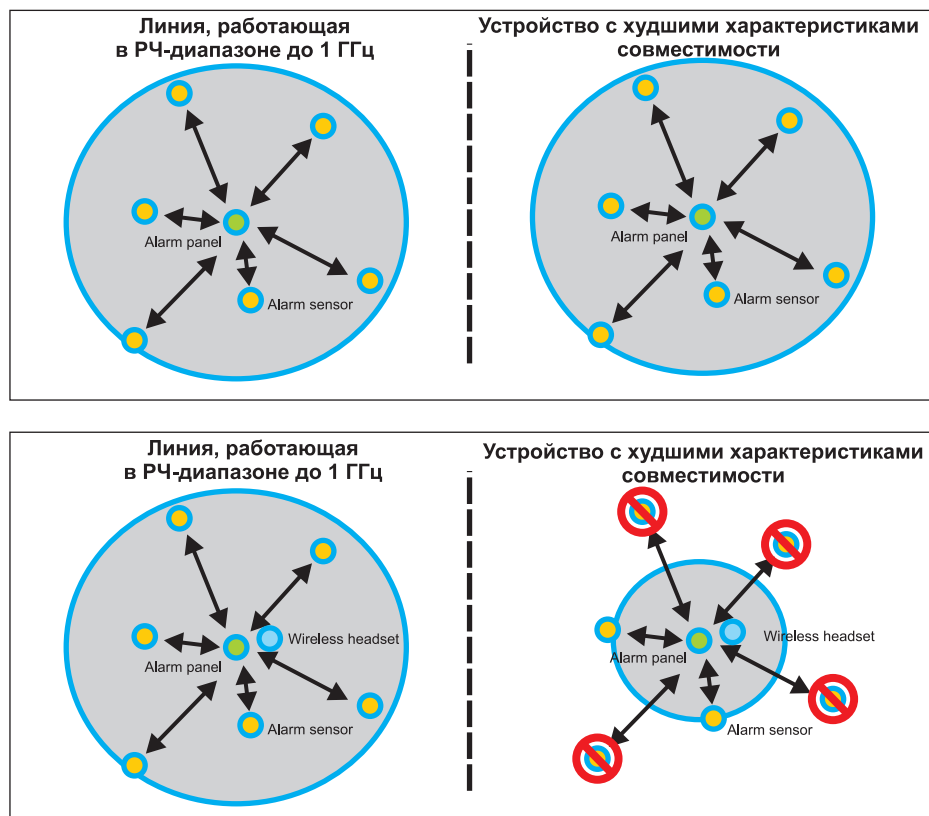 Линия, работающая
в РЧ-диапазоне до 1 ГГц
Устройство с худшими характеристиками
совместимости
Alarm panel
Alarm sensor
Alarm panel
Alarm sensor
Линия, работающая
в РЧ-диапазоне до 1 ГГц
Устройство с худшими характеристиками
совместимости
Wireless headset
Alarm panel
Alarm sensor
Wireless headset
Alarm panel
Alarm sensor